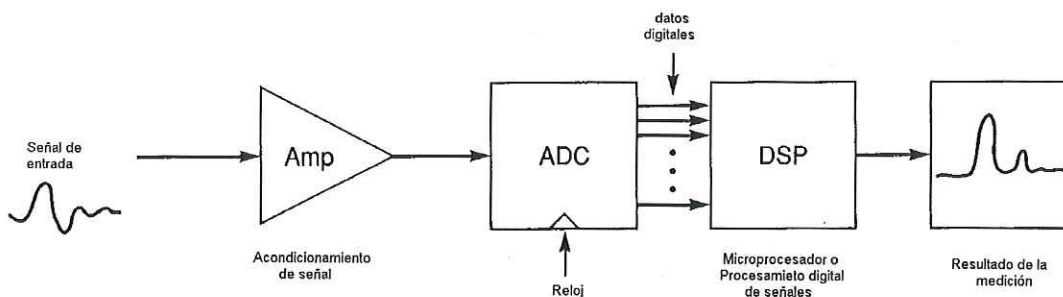 datos
digitales
Señal de
entrada
Amp
ADC
DSP
Acondicionamiento
de señal
Reloj
Microprocesador o
Procesamieto digital
de señales
Resultado de la
medición